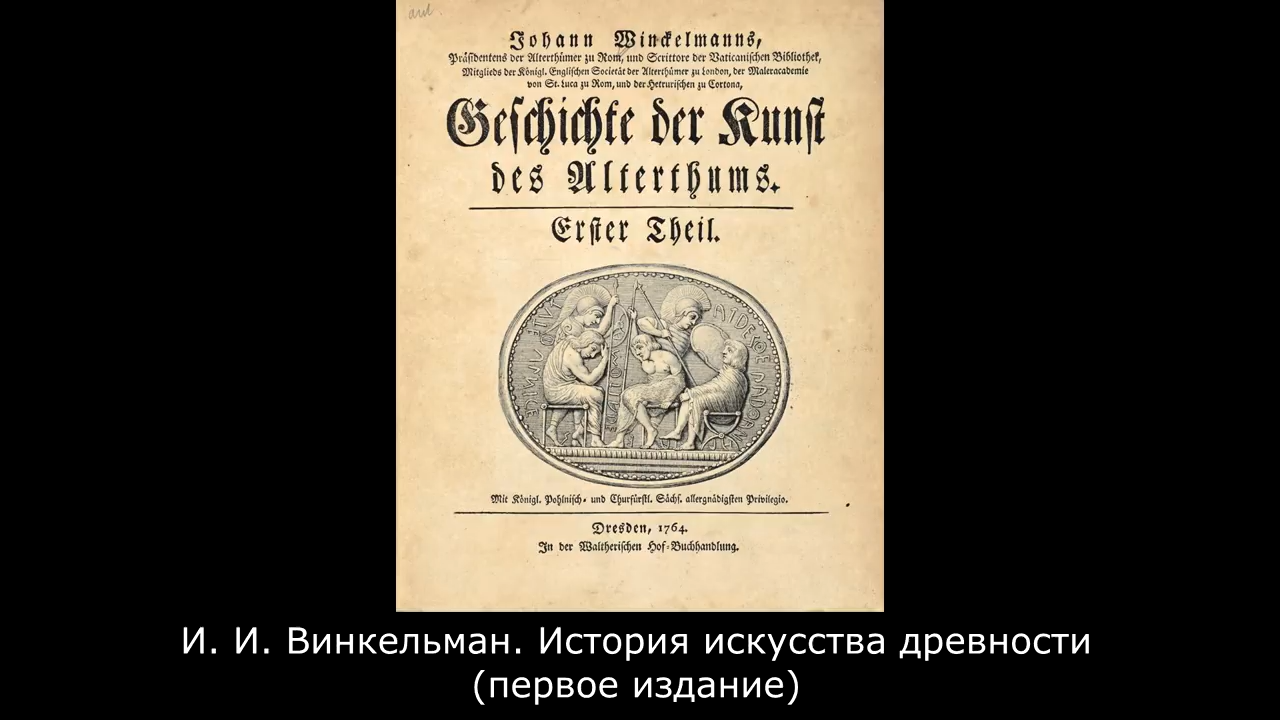 Johann Winckelmanns,
Präsidentens der Alterthümer zu Rom, und Scrittore der Vaticanischen Bibliothek,
Mitglieds der Königl. Englischen Societät der Alterthümer zu London, der Maleracademie
von St. Luca zu Rom, und der Hetrurischen zu Cortona,
Geschichte der Kunst
des Alterthums.
Erster Theil.
Mit Königl. Pohlnisch- und Churfürstl. Sächs. allergnädigsten Privilegio.
Dresden, 1764.
In der Waltherischen Hof-Buchhandlung.
И. И. Винкельман. История искусства древности
(первое издание)